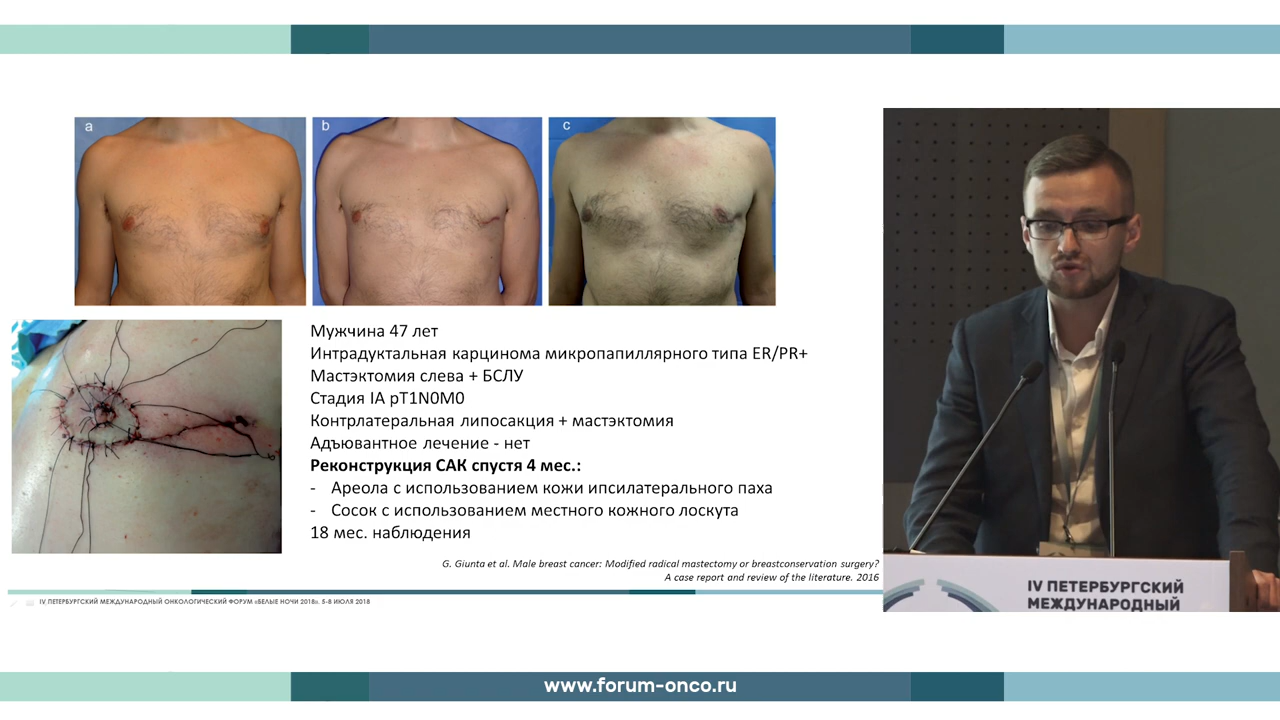 a
b
c
Мужчина 47 лет
Интрадуктальная карцинома микропапиллярного типа ER/PR+
Мастэктомия слева + БСЛУ
Стадия IA pT1N0M0
Контрлатеральная липосакция + мастэктомия
Адъювантное лечение - нет
Реконструкция САК спустя 4 мес.:
- Ареола с использованием кожи ипсилатерального паха
- Сосок с использованием местного кожного лоскута
18 мес. наблюдения
G. Giunta et al. Male breast cancer: Modified radical mastectomy or breastconservation surgery?
A case report and review of the literature. 2016
IV ПЕТЕРБУРГСКИЙ МЕЖДУНАРОДНЫЙ ОНКОЛОГИЧЕСКИЙ ФОРУМ «БЕЛЫЕ НОЧИ 2018». 5-8 ИЮЛЯ 2018
IV ПЕТЕРБУРГСКИЙ
МЕЖДУНАРОДНЫЙ
www.forum-onco.ru